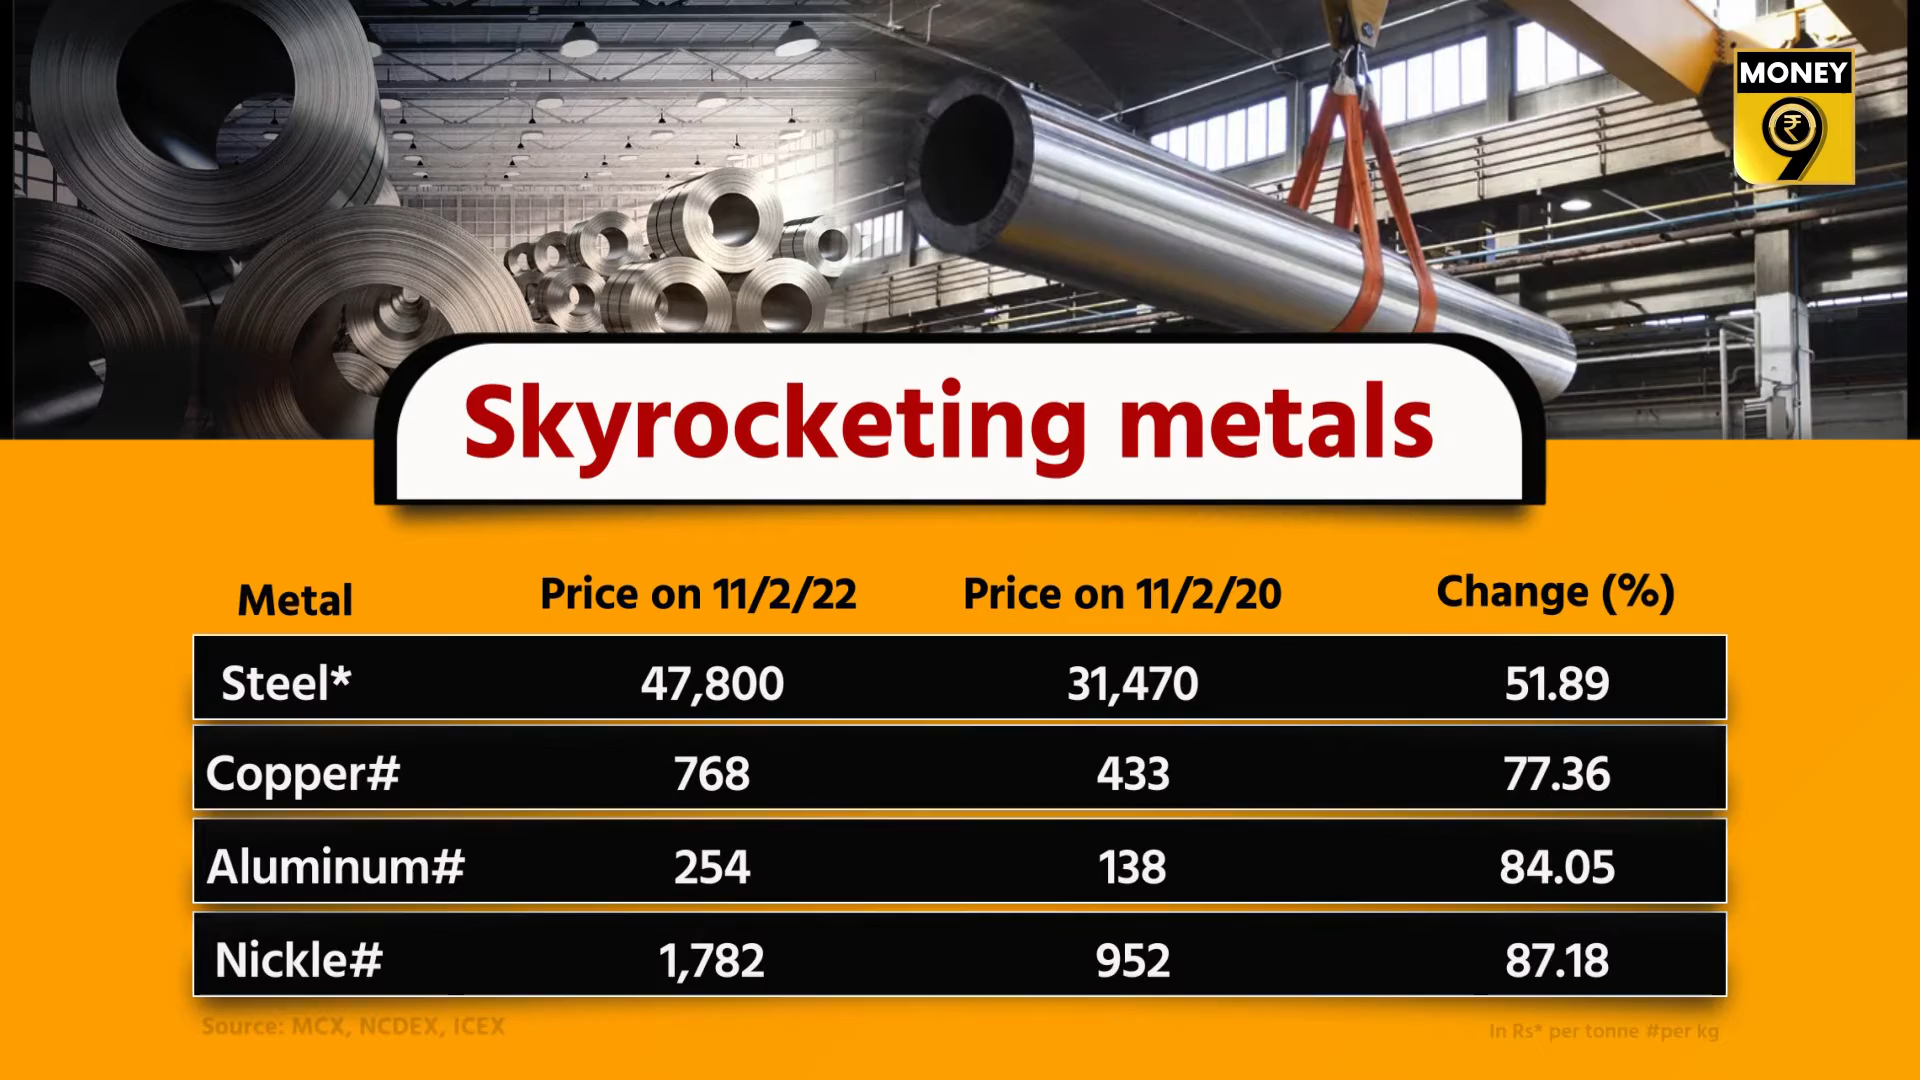 MONEY
9
Skyrocketing metals
Metal Price on 11/2/22 Price on 11/2/20 Change (%)
Steel* 47,800 31,470 51.89
Copper# 768 433 77.36
Aluminum# 254 138 84.05
Nickle# 1,782 952 87.18
Source: MCX, NCDEX, ICEX
In Rs* per tonne #per kg